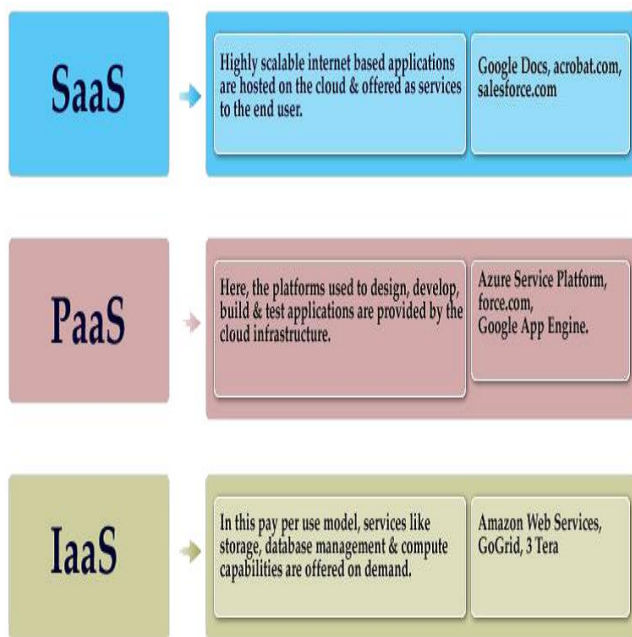 SaaS
Highly scalable internet based applications
are hosted on the cloud & offered as services
to the end user.
Google Docs, acrobat.com,
salesforce.com
PaaS
Here, the platforms used to design, develop,
build & test applications are provided by the
cloud infrastructure.
Azure Service Platform,
force.com,
Google App Engine.
IaaS
In this pay per use model, services like
storage, database management & compute
capabilities are offered on demand.
Amazon Web Services,
GoGrid, 3 Tera